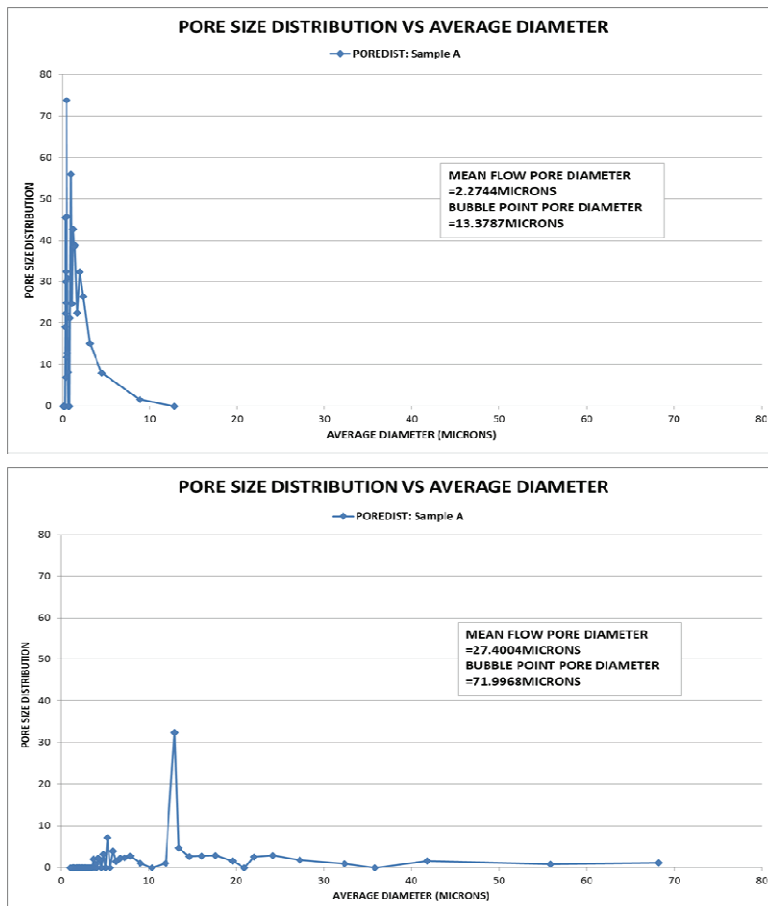 PORE SIZE DISTRIBUTION VS AVERAGE DIAMETER
POREDIST: Sample A
80
70
60
50
40
30
20
10
0
PORE SIZE DISTRIBUTION
MEAN FLOW PORE DIAMETER
=2.2744MICRONS
BUBBLE POINT PORE DIAMETER
=13.3787MICRONS
0 10 20 30 40 50 60 70 80
AVERAGE DIAMETER (MICRONS)
PORE SIZE DISTRIBUTION VS AVERAGE DIAMETER
POREDIST: Sample A
80
70
60
50
40
30
20
10
0
PORE SIZE DISTRIBUTION
MEAN FLOW PORE DIAMETER
=27.4004MICRONS
BUBBLE POINT PORE DIAMETER
=71.9968MICRONS
0 10 20 30 40 50 60 70 80
AVERAGE DIAMETER (MICRONS)